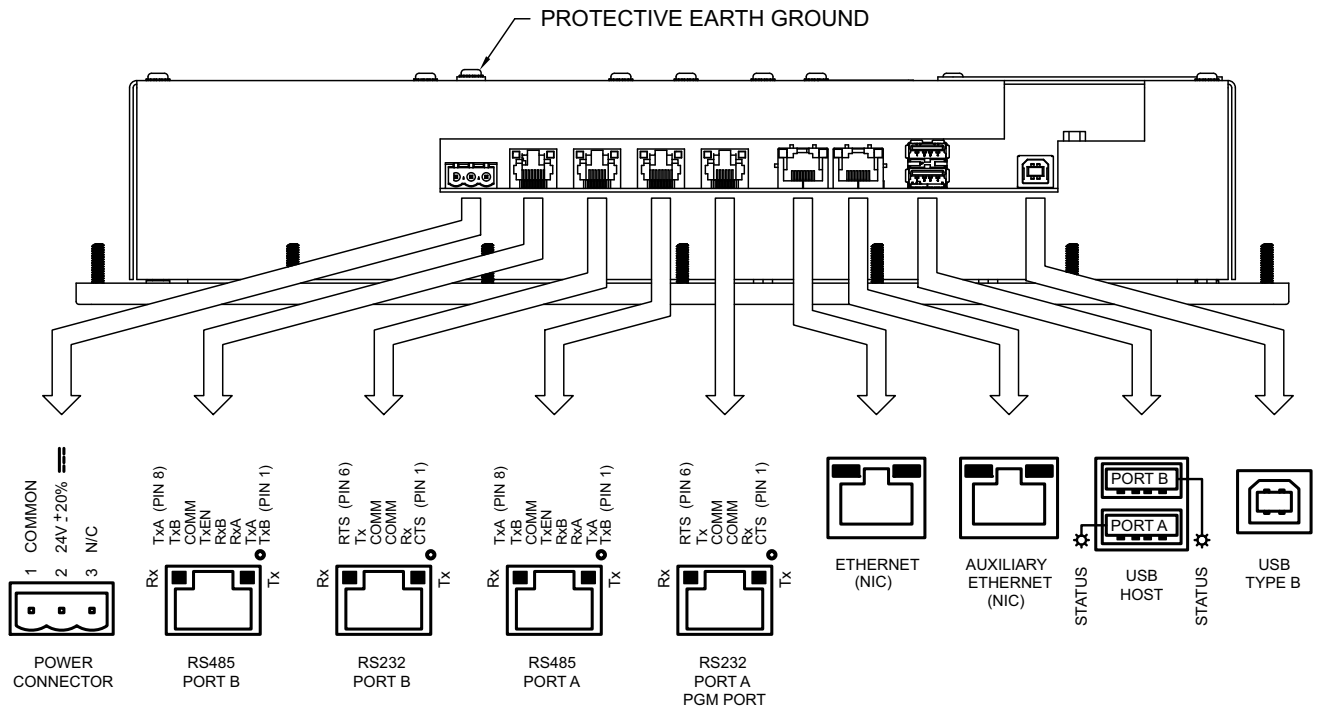 PROTECTIVE EARTH GROUND
1 COMMON
2 24V ±20%
3 N/C
POWER
CONNECTOR
TxA (PIN 8)
TxB
COMM
TxEN
RxB
RxA
TxA
TxB (PIN 1)
Rx
Tx
RS485
PORT B
RTS (PIN 6)
Tx
COMM
COMM
Rx
CTS (PIN 1)
Rx
Tx
RS232
PORT B
TxA (PIN 8)
TxB
COMM
TxEN
RxB
RxA
TxA
TxB (PIN 1)
Rx
Tx
RS485
PORT A
RTS (PIN 6)
Tx
COMM
COMM
Rx
CTS (PIN 1)
Rx
Tx
RS232
PORT A
PGM PORT
ETHERNET
(NIC)
AUXILIARY
ETHERNET
(NIC)
PORT B
PORT A
STATUS
STATUS
USB
HOST
USB
TYPE B